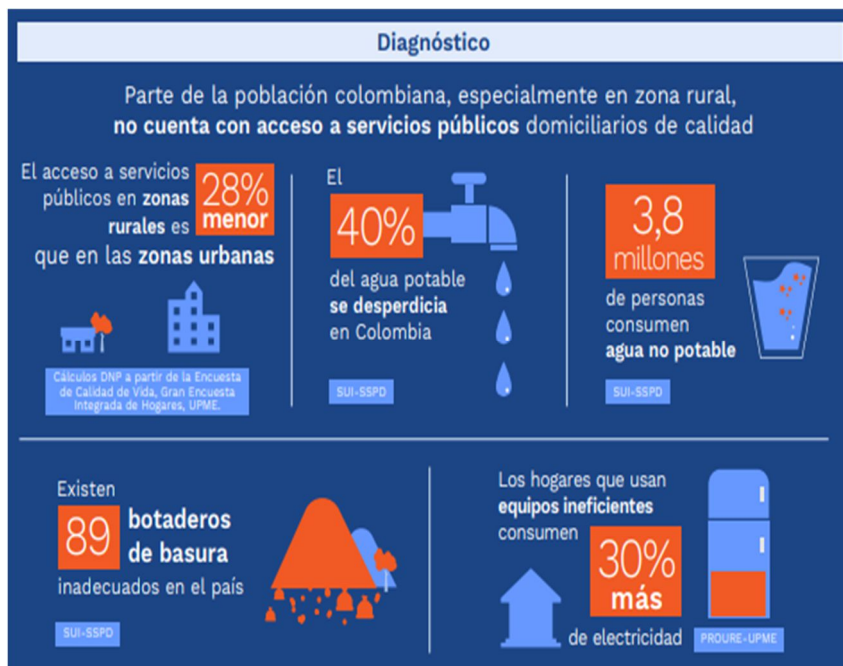 Diagnóstico
Parte de la población colombiana, especialmente en zona rural,
no cuenta con acceso a servicios públicos domiciliarios de calidad
El acceso a servicios
públicos en zonas
rurales es
28%
menor
que en las zonas urbanas
Cálculos DNP a partir de la Encuesta
de Calidad de Vida, Gran Encuesta
Integrada de Hogares, UPME.
El
40%
del agua potable
se desperdicia
en Colombia
SUI-SSPD
3,8
millones
de personas
consumen
agua no potable
SUI-SSPD
Existen
89
botaderos
de basura
inadecuados en el país
SUI-SSPD
Los hogares que usan
equipos ineficientes
consumen
30%
más
de electricidad
PROURE-UPME